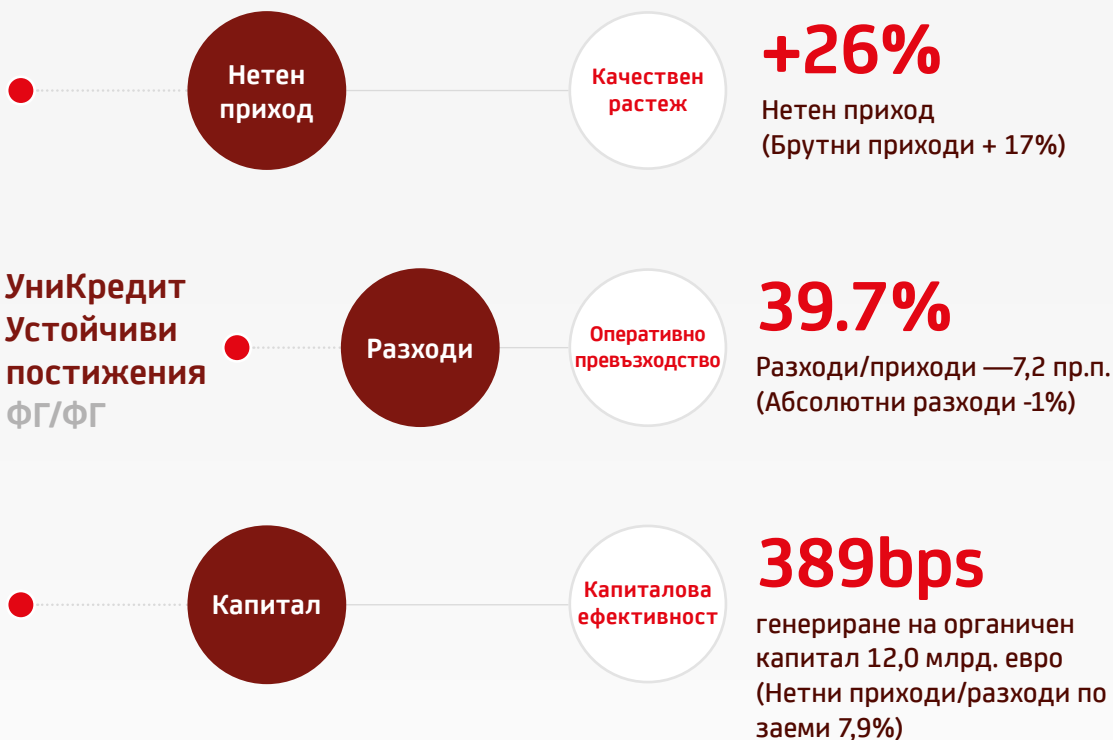 Нетен
приход
Качествен
растеж
+26%
Нетен приход
(Брутни приходи + 17%)
УниКредит
Устойчиви
постижения
ФГ/ФГ
Разходи
Оперативно
превъзходство
39.7%
Разходи/приходи —7,2 пр.п.
(Абсолютни разходи -1%)
Капитал
Капиталова
ефективност
389bps
генериране на органичен
капитал 12,0 млрд. евро
(Нетни приходи/разходи по
заеми 7,9%)